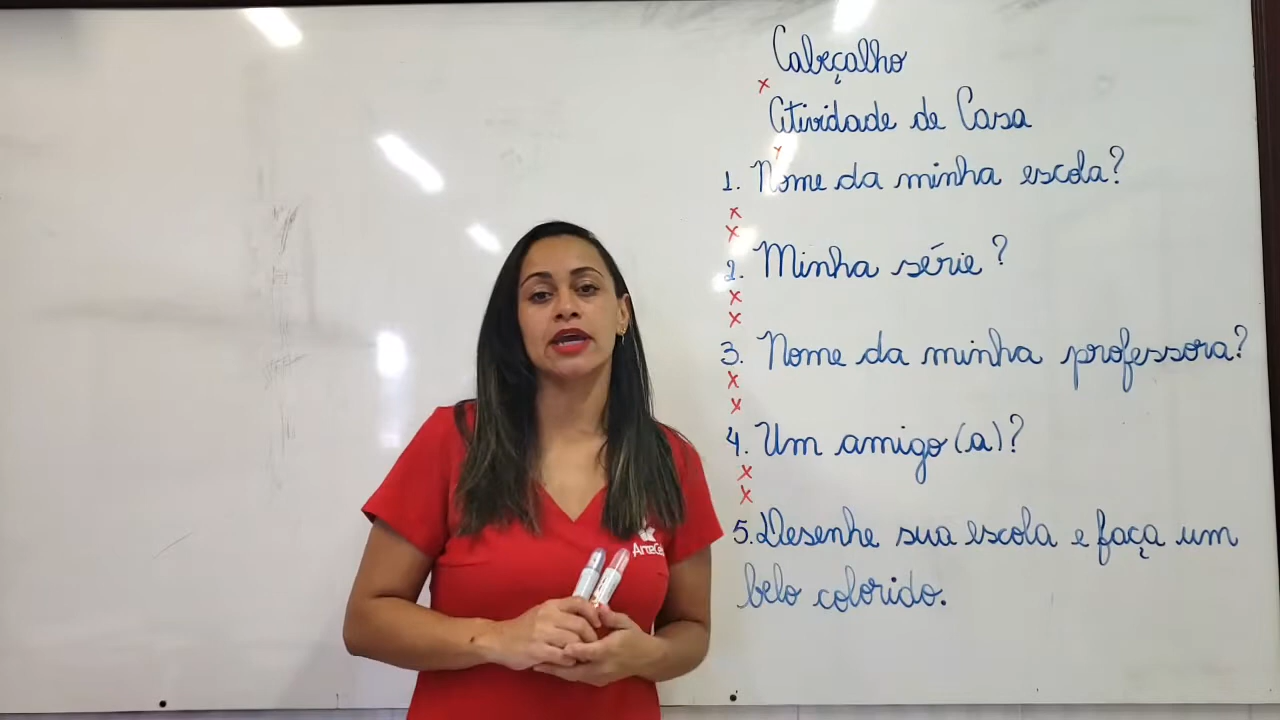 Cabeçalho
x
Atividade de Casa
x
1. Nome da minha escola?
x
x
2. Minha série?
x
x
3. Nome da minha professora?
x
x
4. Um amigo(a)?
x
x
5. Desenhe sua escola e faça um
belo colorido.